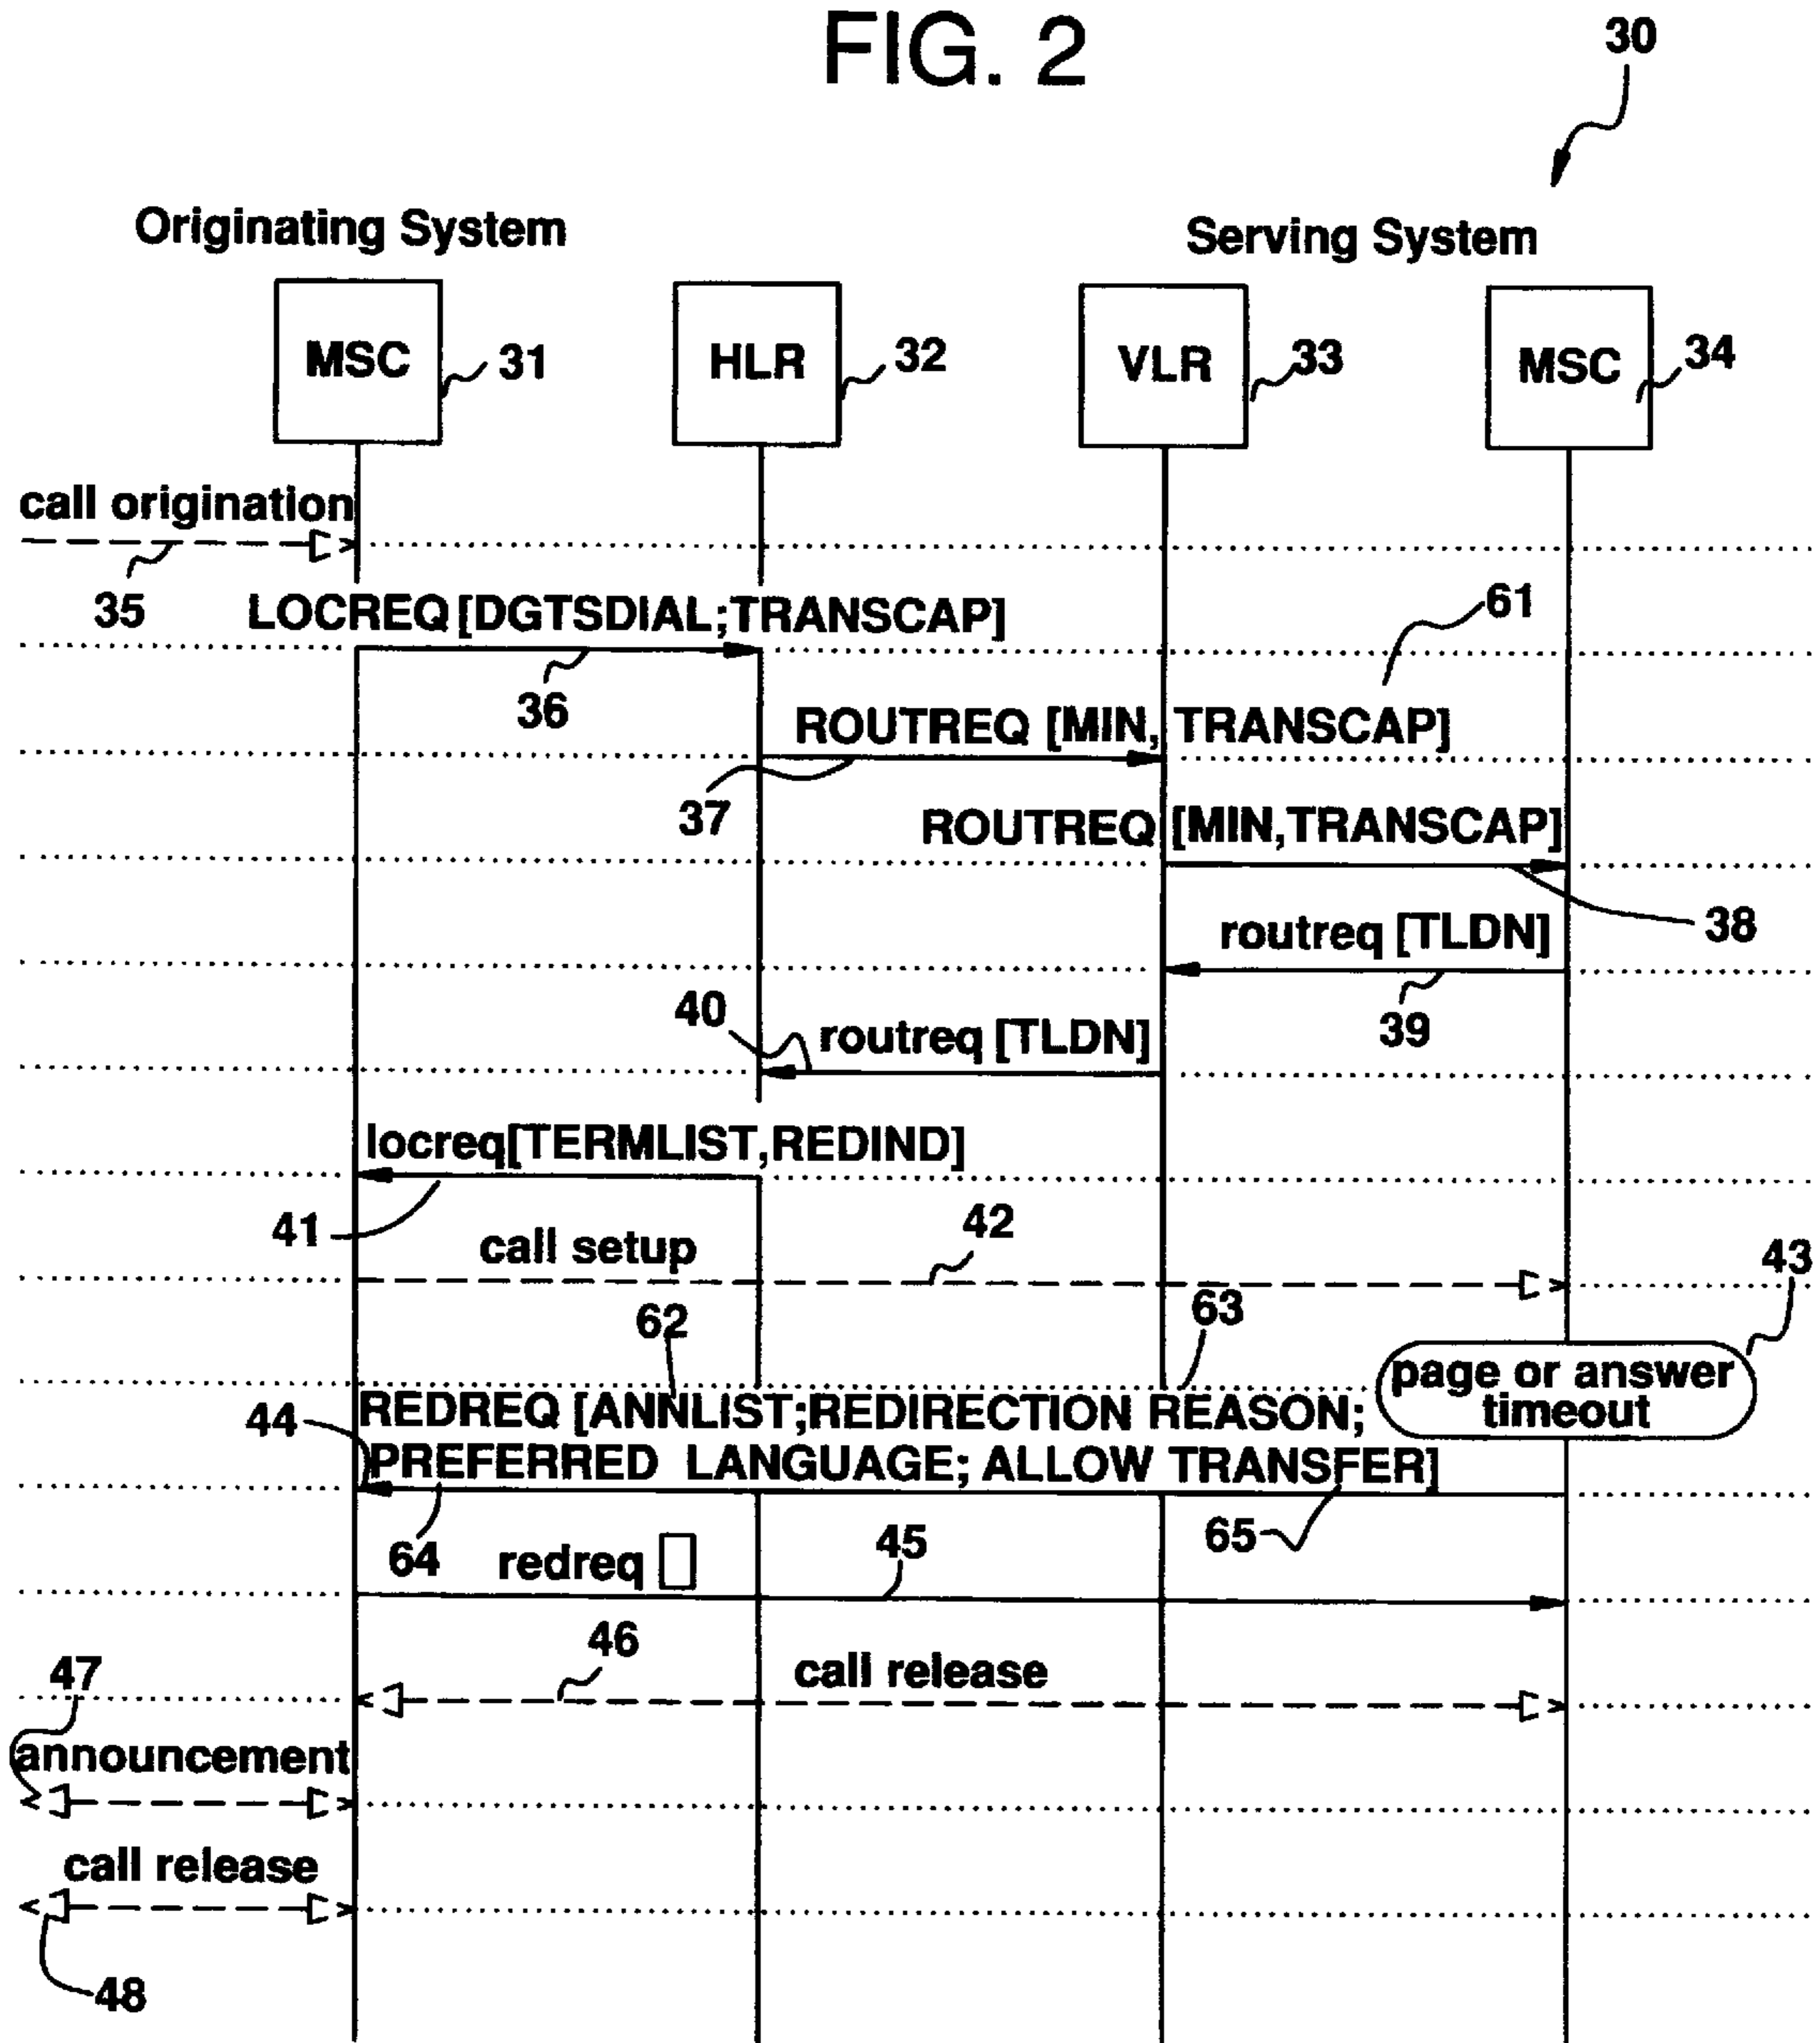 FIG. 2
30
Originating System
Serving System
MSC
31
HLR
32
VLR
33
MSC
34
call origination
35
LOCREQ [DGTSDIAL;TRANSCAP]
36
61
ROUTREQ [MIN, TRANSCAP]
37
ROUTREQ [MIN,TRANSCAP]
38
routreq [TLDN]
39
40
routreq [TLDN]
locreq[TERMLIST,REDIND]
41
call setup
42
43
62
63
page or answer
timeout
44
REDREQ [ANNLIST;REDIRECTION REASON;
PREFERRED LANGUAGE; ALLOW TRANSFER]
64
65
redreq []
45
46
call release
47
announcement
call release
48